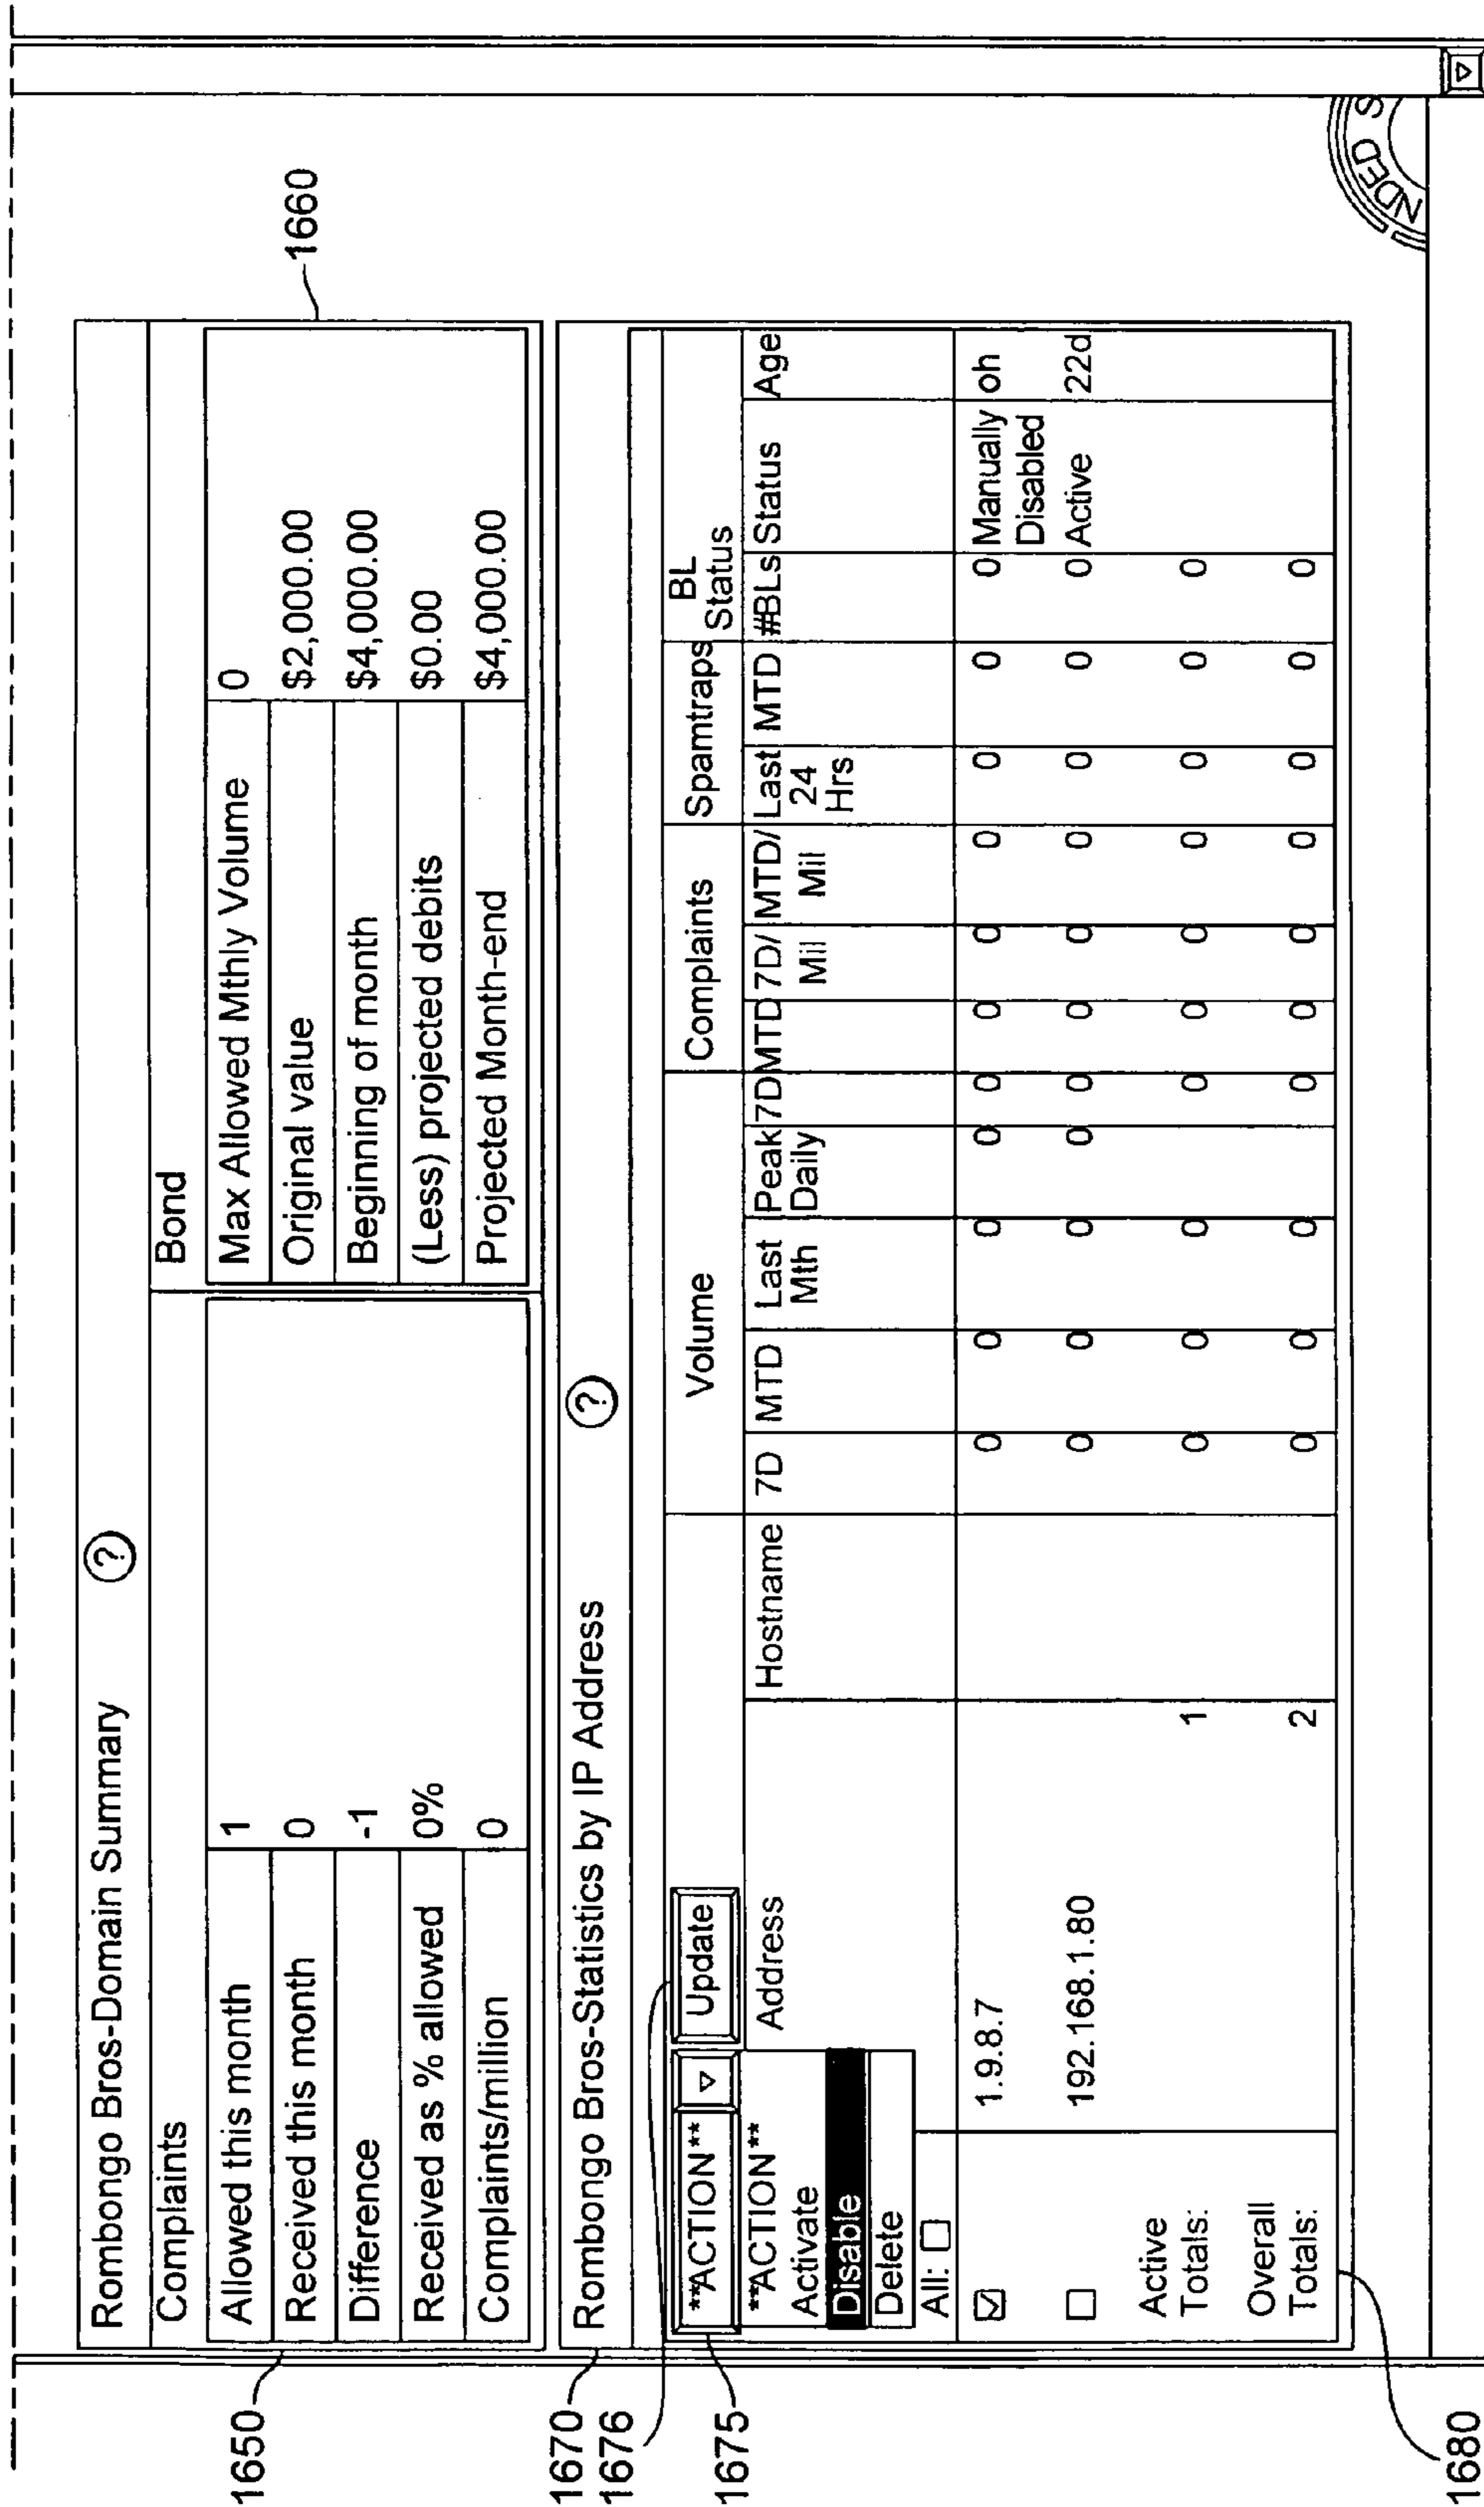 Rombongo Bros-Domain Summary ?
Complaints
Bond
Allowed this month 1
Received this month 0
Difference -1
Received as % allowed 0%
Complaints/million 0
Max Allowed Mthly Volume 0
Original value $2,000.00
Beginning of month $4,000.00
(Less) projected debits $0.00
Projected Month-end $4,000.00
1650
1660
Rombongo Bros-Statistics by IP Address ?
1670
1676
1675
**ACTION** Update Volume Complaints Spamtraps BL
Status
**ACTION** Address Hostname 7D MTD Last Peak 7D MTD 7D/ MTD/ Last MTD #BLs Status Age
Activate Mth Daily Mil Mil 24
Disable Hrs
Delete
All:
1.9.8.7 0 0 0 0 0 0 0 0 0 0 0 Manually oh
Disabled
192.168.1.80 0 0 0 0 0 0 0 0 0 0 0 Active 22d
Active
Totals: 1 0 0 0 0 0 0 0 0 0 0
Overall
Totals: 2 0 0 0 0 0 0 0 0 0 0
1680
NDED S